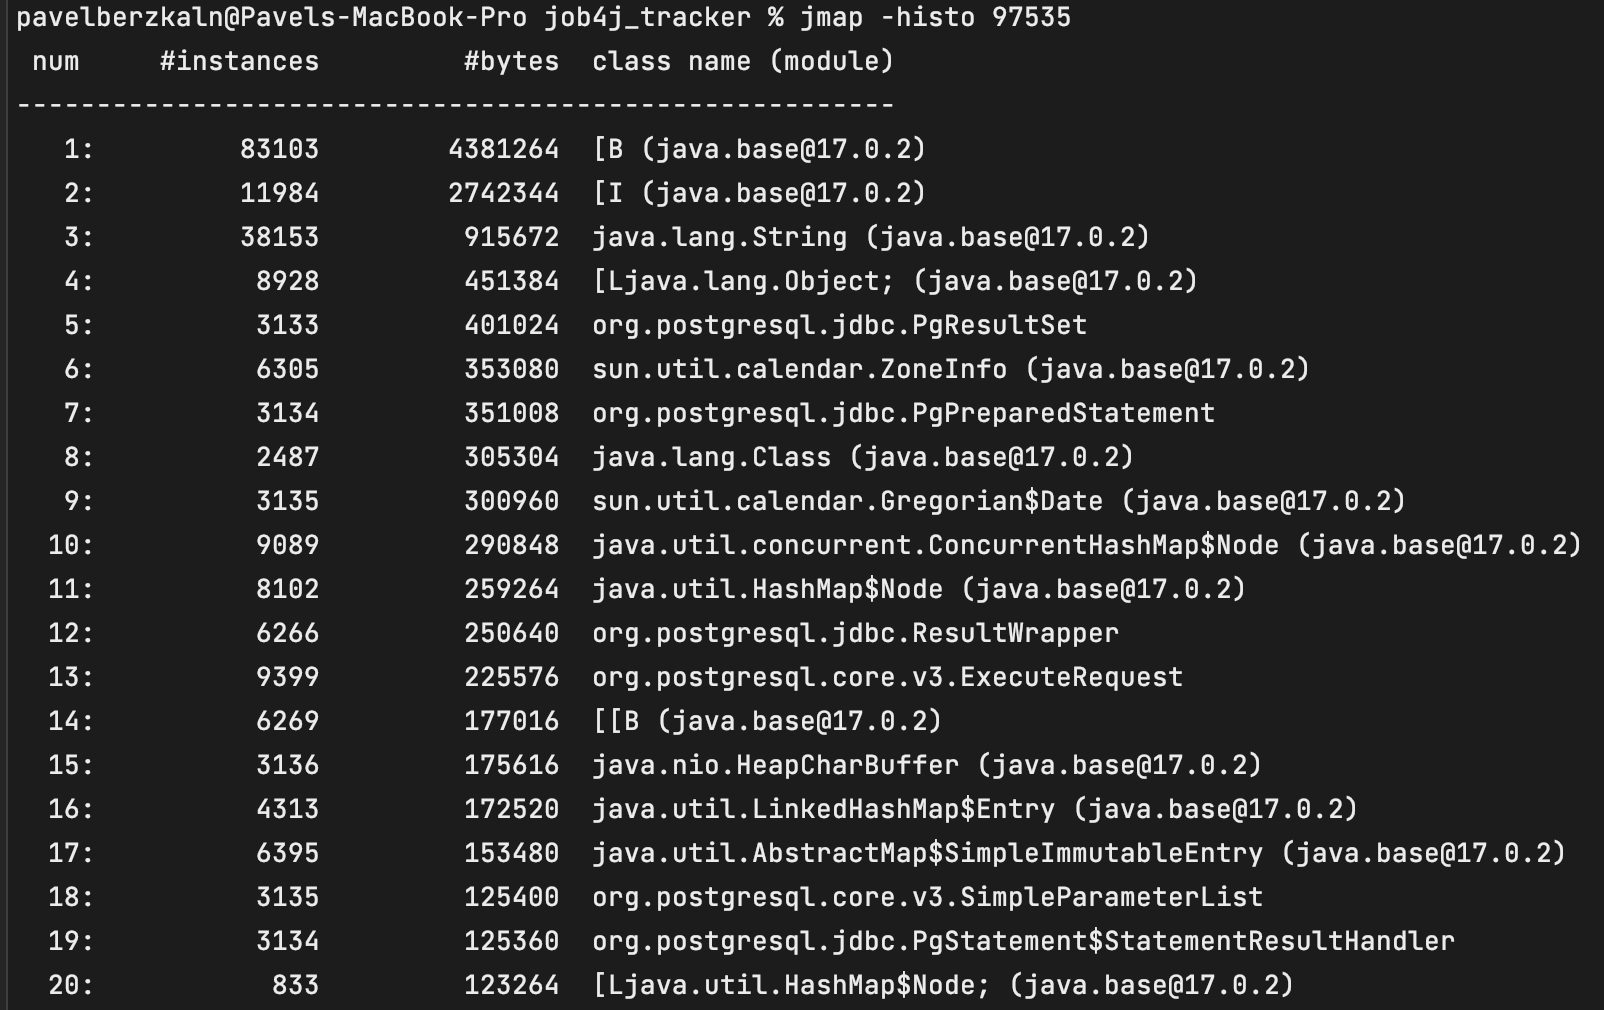 pavelberzkaln@Pavels-MacBook-Pro job4j_tracker % jmap -histo 97535
 num     #instances         #bytes  class name (module)
-------------------------------------------------------
   1:         83103        4381264  [B (java.base@17.0.2)
   2:         11984        2742344  [I (java.base@17.0.2)
   3:         38153         915672  java.lang.String (java.base@17.0.2)
   4:          8928         451384  [Ljava.lang.Object; (java.base@17.0.2)
   5:          3133         401024  org.postgresql.jdbc.PgResultSet
   6:          6305         353080  sun.util.calendar.ZoneInfo (java.base@17.0.2)
   7:          3134         351008  org.postgresql.jdbc.PgPreparedStatement
   8:          2487         305304  java.lang.Class (java.base@17.0.2)
   9:          3135         300960  sun.util.calendar.Gregorian$Date (java.base@17.0.2)
  10:          9089         290848  java.util.concurrent.ConcurrentHashMap$Node (java.base@17.0.2)
  11:          8102         259264  java.util.HashMap$Node (java.base@17.0.2)
  12:          6266         250640  org.postgresql.jdbc.ResultWrapper
  13:          9399         225576  org.postgresql.core.v3.ExecuteRequest
  14:          6269         177016  [[B (java.base@17.0.2)
  15:          3136         175616  java.nio.HeapCharBuffer (java.base@17.0.2)
  16:          4313         172520  java.util.LinkedHashMap$Entry (java.base@17.0.2)
  17:          6395         153480  java.util.AbstractMap$SimpleImmutableEntry (java.base@17.0.2)
  18:          3135         125400  org.postgresql.core.v3.SimpleParameterList
  19:          3134         125360  org.postgresql.jdbc.PgStatement$StatementResultHandler
  20:           833         123264  [Ljava.util.HashMap$Node; (java.base@17.0.2)